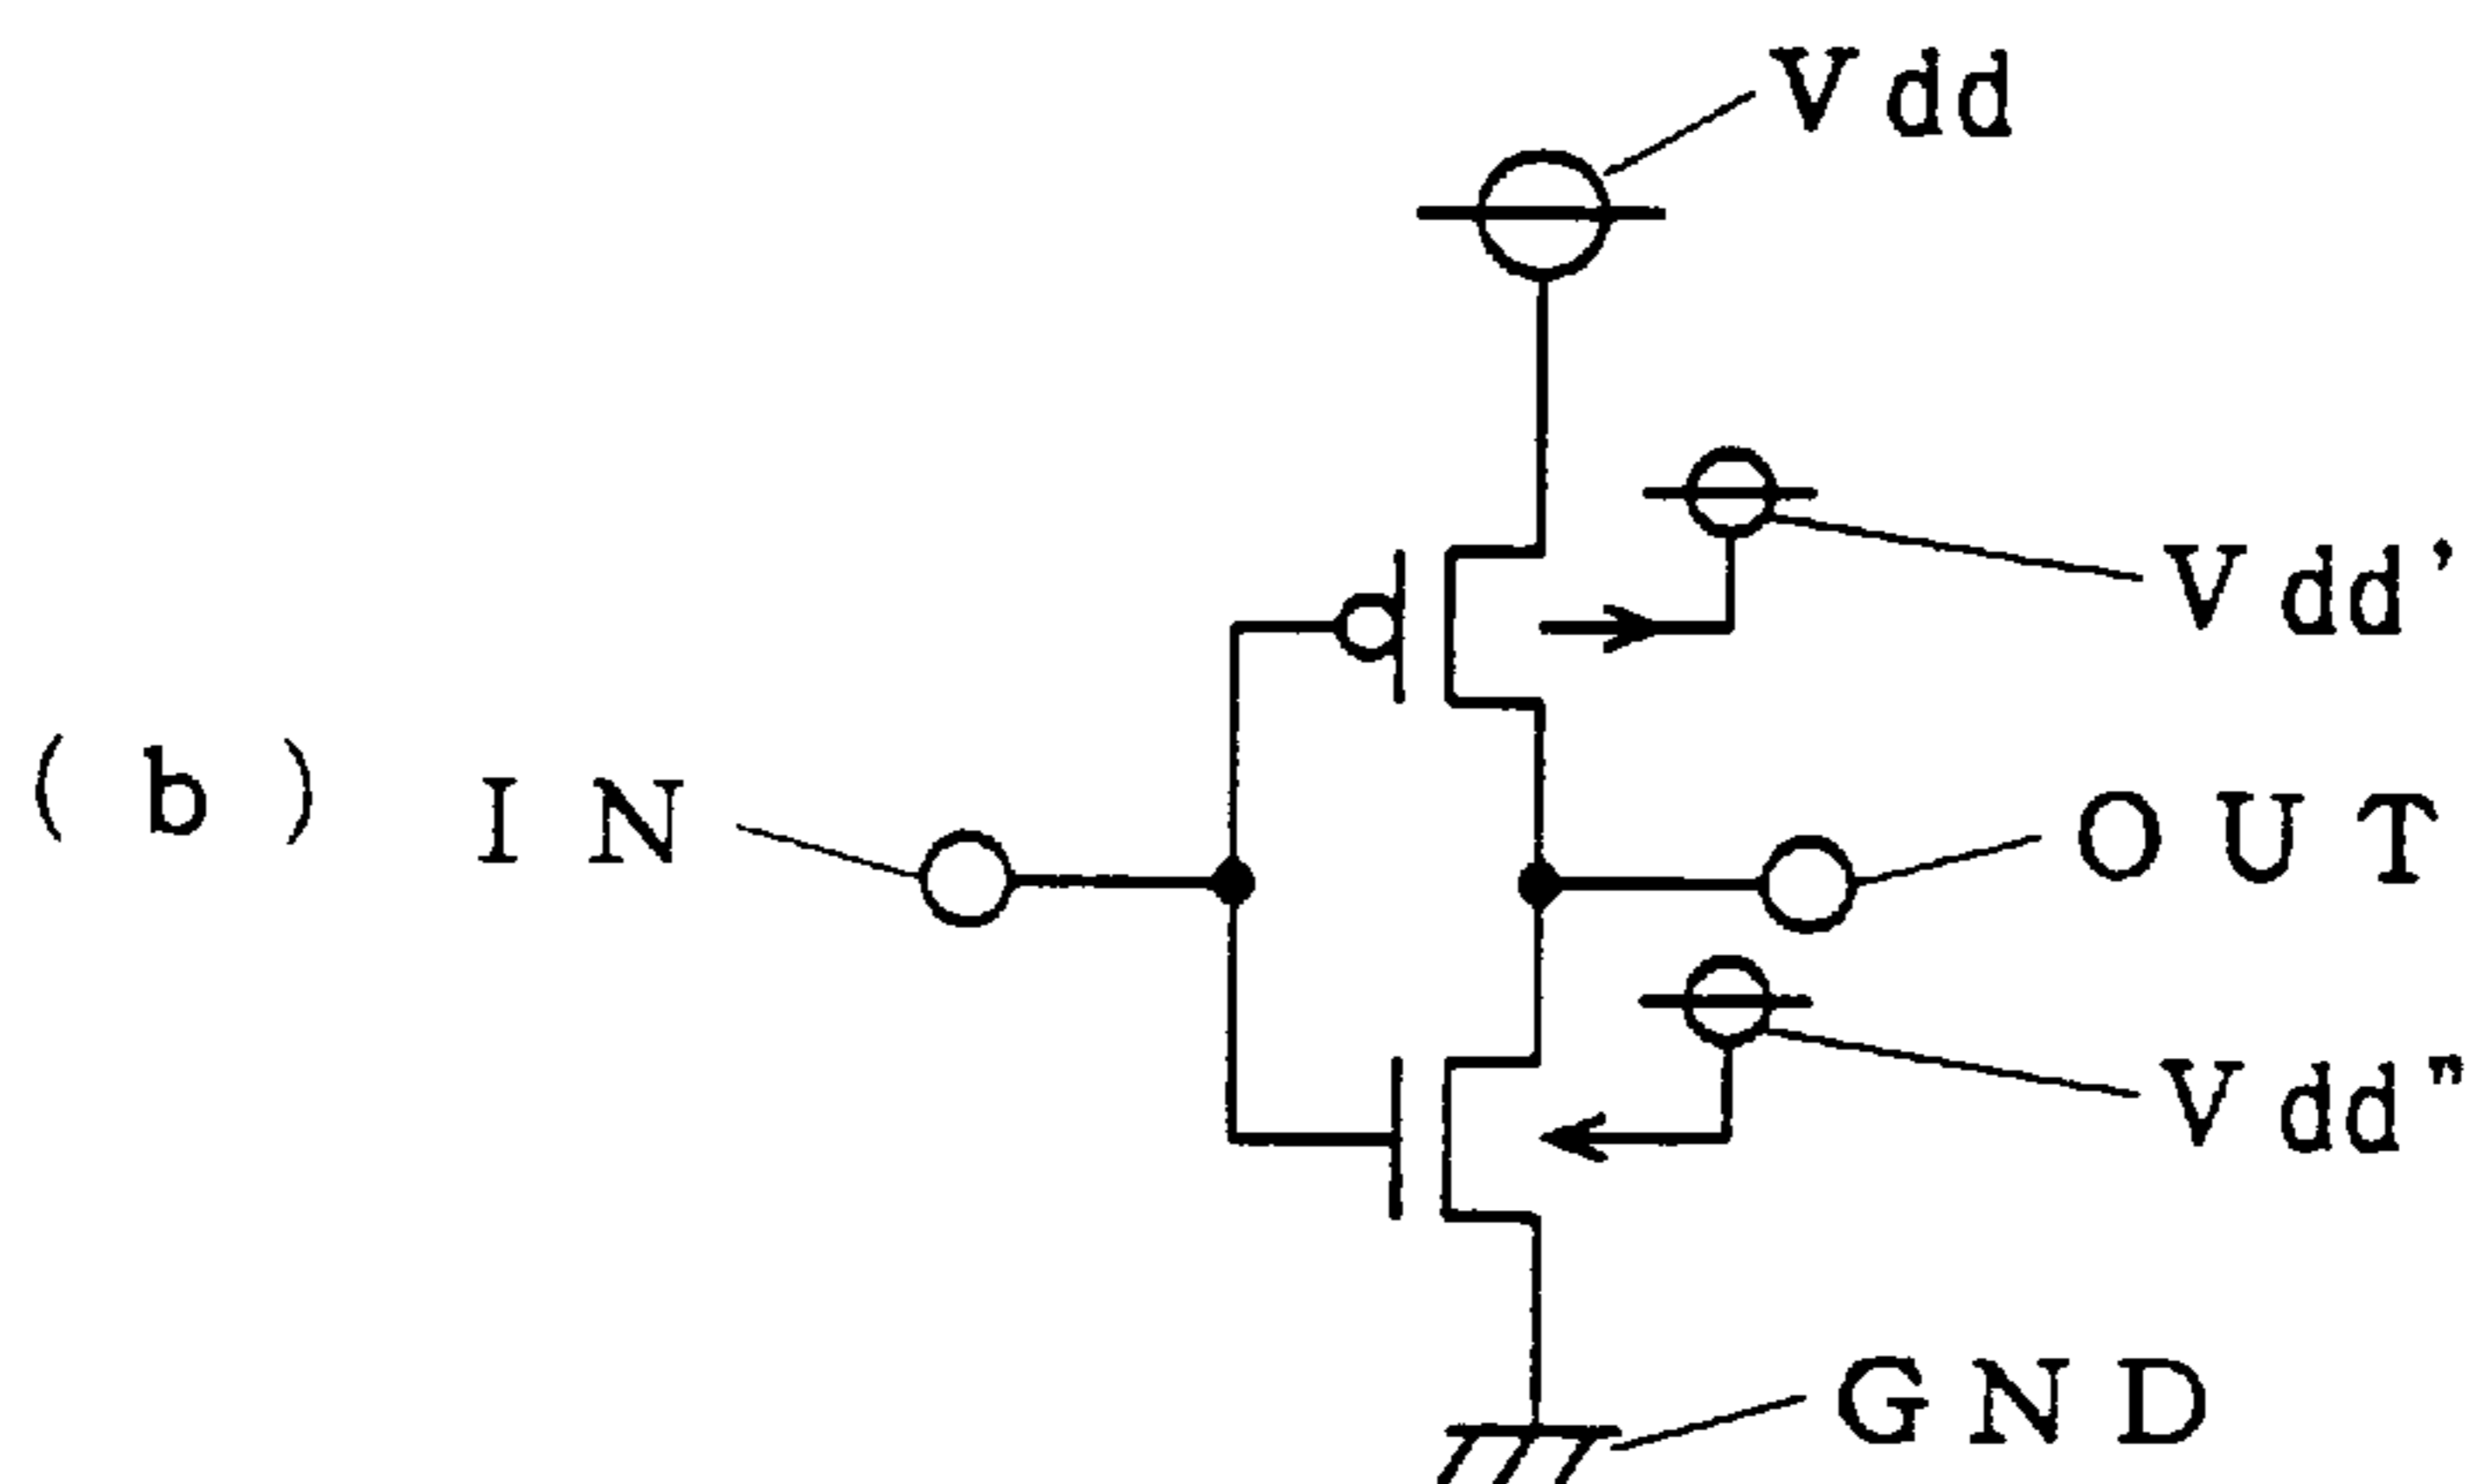 Vdd
Vdd'
( b ) IN
OUT
Vdd"
GND